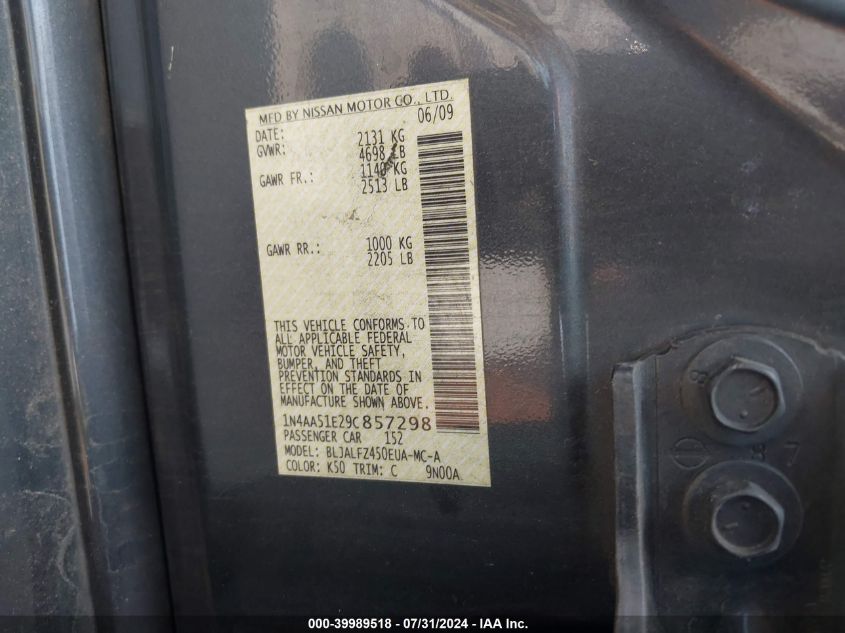 MFD BY NISSAN MOTOR CO., LTD.
DATE: 06/09
GVWR: 2131 KG
4698 LB
GAWR FR.: 1140 KG
2513 LB
GAWR RR.: 1000 KG
2205 LB
THIS VEHICLE CONFORMS TO
ALL APPLICABLE FEDERAL
MOTOR VEHICLE SAFETY,
BUMPER, AND THEFT
PREVENTION STANDARDS IN
EFFECT ON THE DATE OF
MANUFACTURE SHOWN ABOVE.
1N4AA51E29C857298
PASSENGER CAR 152
MODEL: BLJALFZ450EUA-MC-A
COLOR: K50 TRIM: C 9N00A
8
8 7
000-39989518 - 07/31/2024 - IAA Inc.